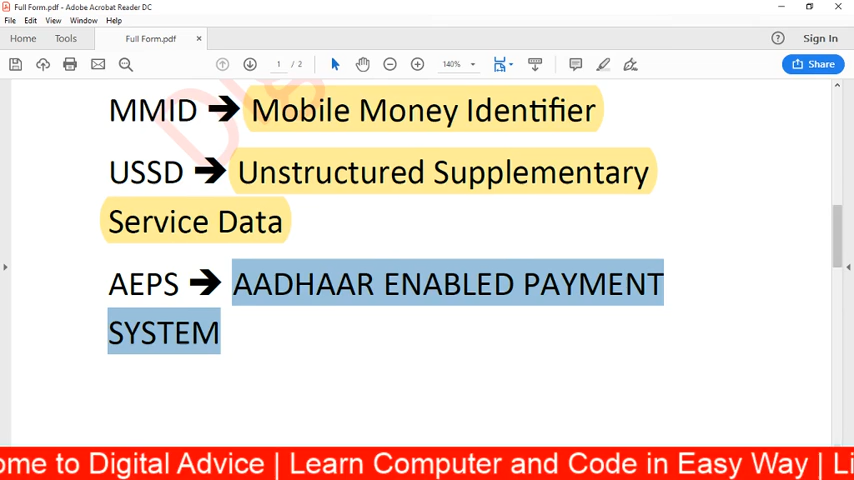 Full Form.pdf - Adobe Acrobat Reader DC
File Edit View Window Help
Home Tools Full Form.pdf × Sign In
1 / 2 140% Share
MMID ➔ Mobile Money Identifier
USSD ➔ Unstructured Supplementary
Service Data
AEPS ➔ AADHAAR ENABLED PAYMENT
SYSTEM
ome to Digital Advice | Learn Computer and Code in Easy Way | Li